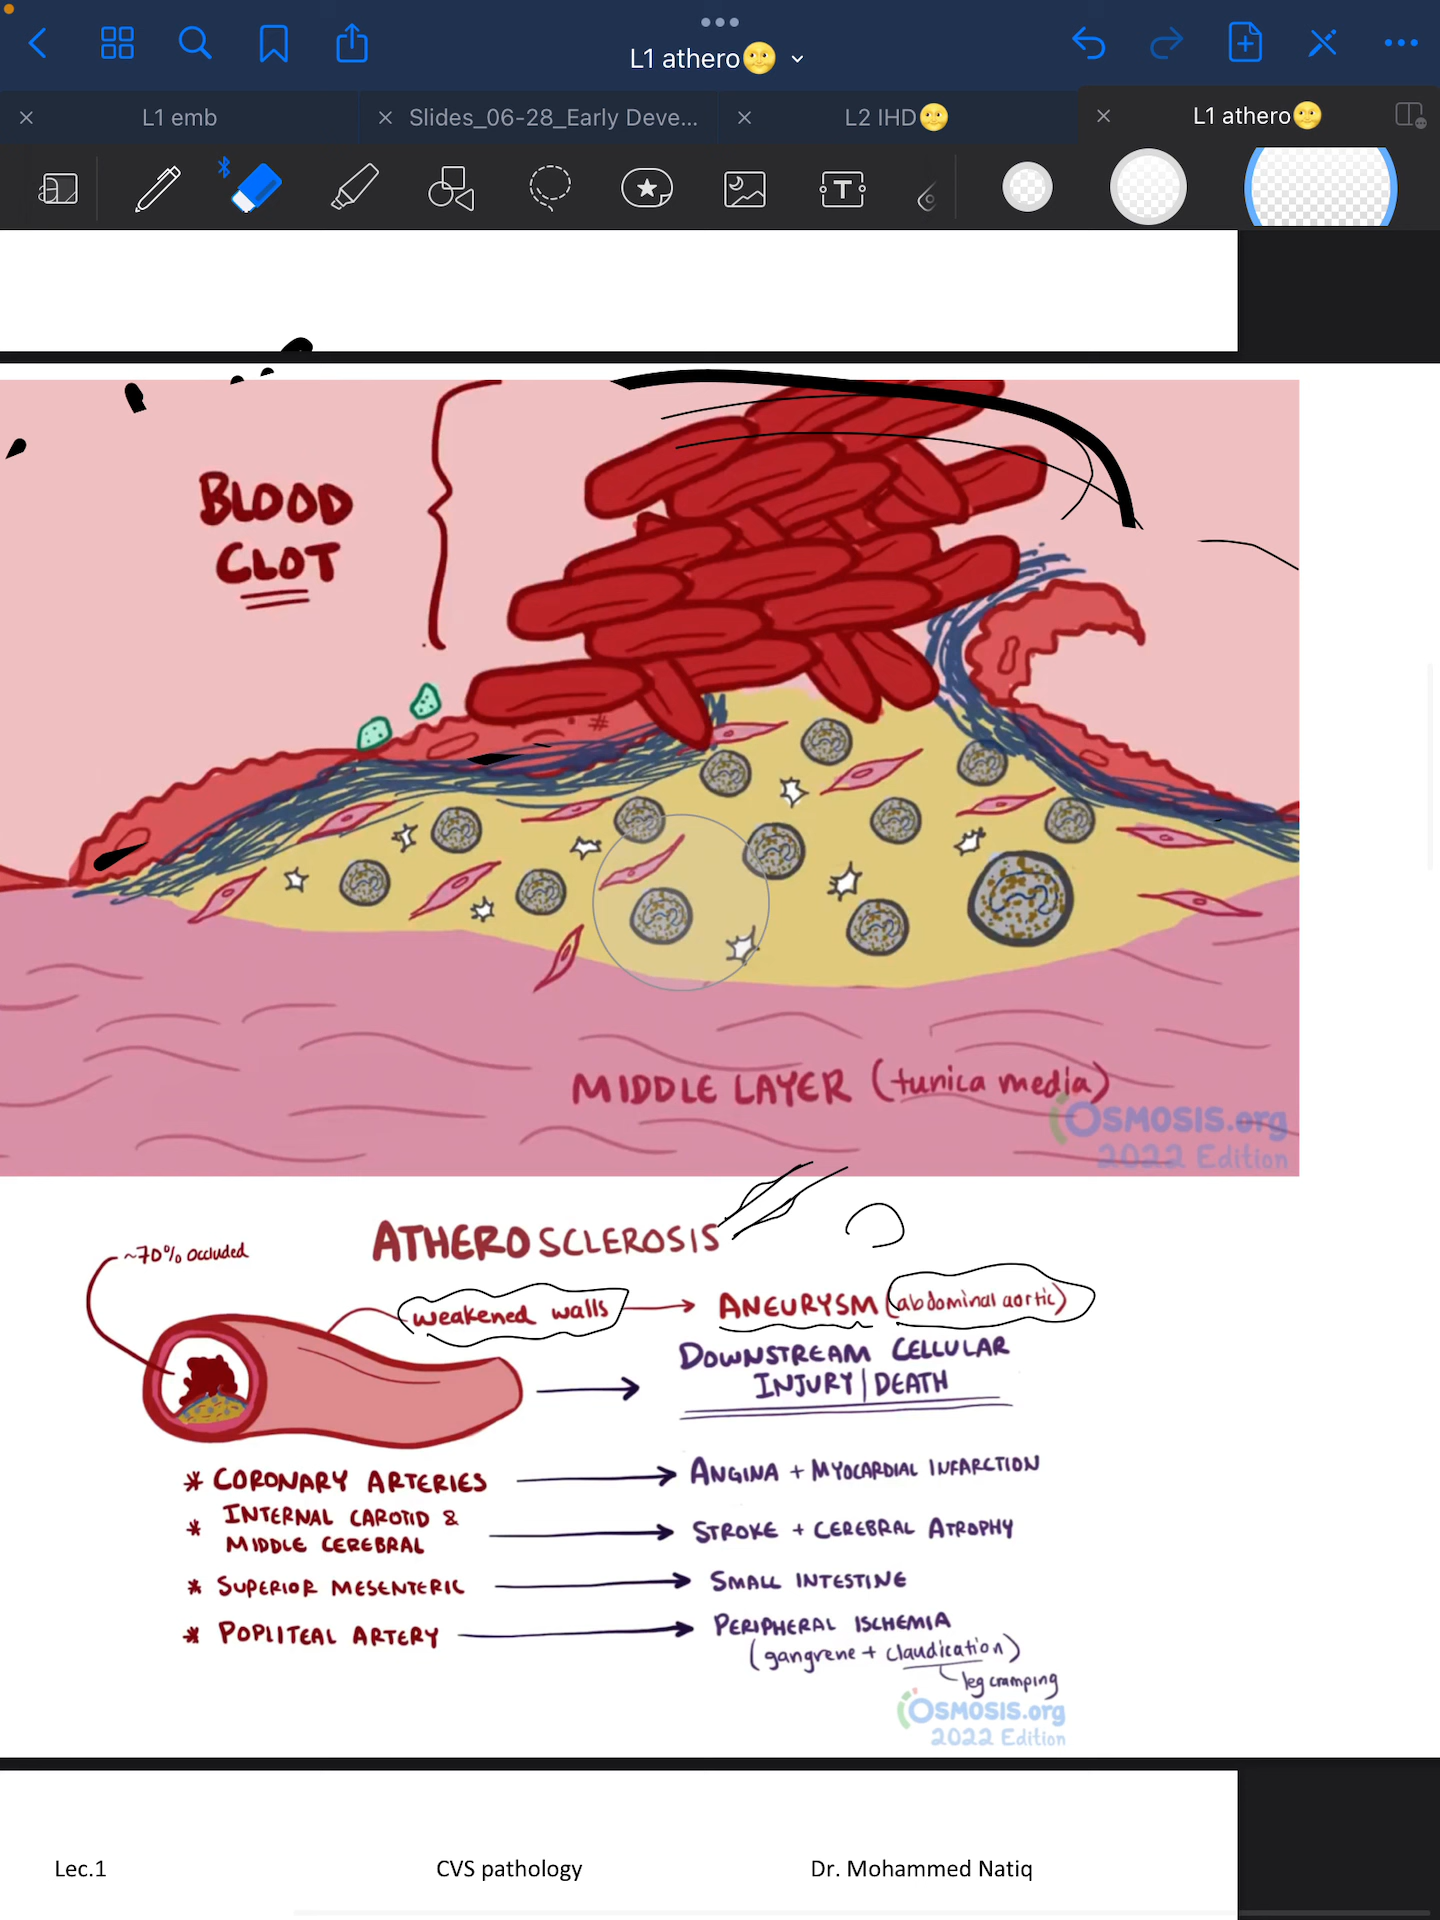 L1 athero🌝
L1 emb
Slides_06-28_Early Deve...
L2 IHD🌝
L1 athero🌝
BLOOD
CLOT
MIDDLE LAYER (tunica media)
OSMOSIS.org
2022 Edition
ATHEROSCLEROSIS
~70% occluded
weakened walls
ANEURYSM (abdominal aortic)
DOWNSTREAM CELLULAR
INJURY | DEATH
* CORONARY ARTERIES
ANGINA + MYOCARDIAL INFARCTION
* INTERNAL CAROTID &
MIDDLE CEREBRAL
STROKE + CEREBRAL ATROPHY
* SUPERIOR MESENTERIC
SMALL INTESTINE
* POPLITEAL ARTERY
PERIPHERAL ISCHEMIA
(gangrene + claudication)
leg cramping
OSMOSIS.org
2022 Edition
Lec.1 CVS pathology Dr. Mohammed Natiq